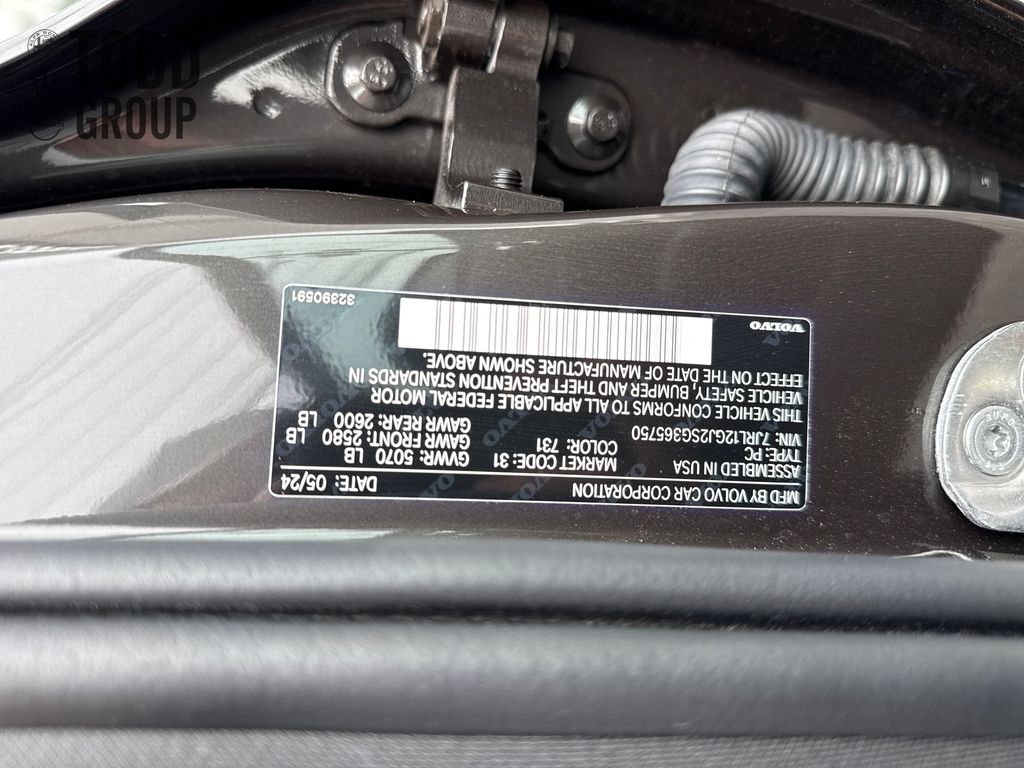 TODD
GROUP
MFD BY VOLVO CAR CORPORATION DATE: 05/24
ASSEMBLED IN USA MARKET CODE: 31 GVWR: 5070 LB
TYPE: PC COLOR: 731 GAWR FRONT: 2580 LB
VIN: 7JRL12GJ2SG365750 GAWR REAR: 2600 LB
THIS VEHICLE CONFORMS TO ALL APPLICABLE FEDERAL MOTOR
VEHICLE SAFETY, BUMPER AND THEFT PREVENTION STANDARDS IN
EFFECT ON THE DATE OF MANUFACTURE SHOWN ABOVE.
VOLVO 32390591